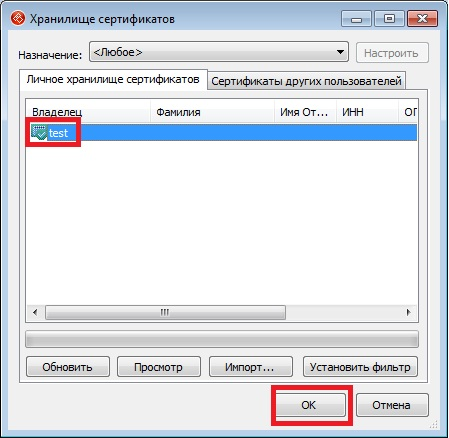 Хранилище сертификатов
Назначение: <Любое> Настроить
Личное хранилище сертификатов Сертификаты других пользователей
Владелец Фамилия Имя От... ИНН ОГ
test
Обновить Просмотр Импорт... Установить фильтр
OK Отмена